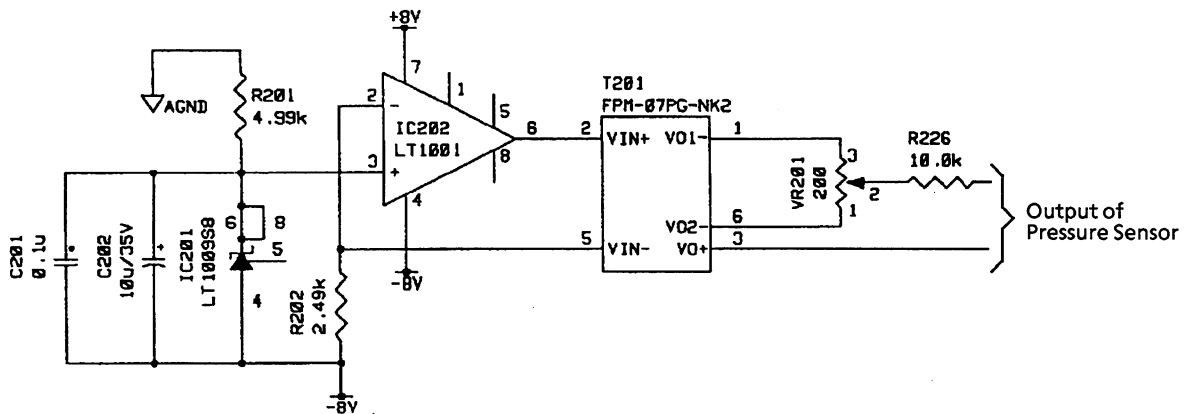 +8V
7
T201
FPM-07PG-NK2
AGND
R201
4.99k
2
−
1
5
IC202
LT1001
6
2
VIN+
VO1-
1
R226
10.0k
3
+
8
4
3
VR201
200
2
1
C201
0.1u
C202
10u/35V
+
IC201
LT1009S8
6
8
5
4
-8V
5
VIN-
VO2-
6
VO+
3
Output of
Pressure Sensor
R202
2.49k
-8V